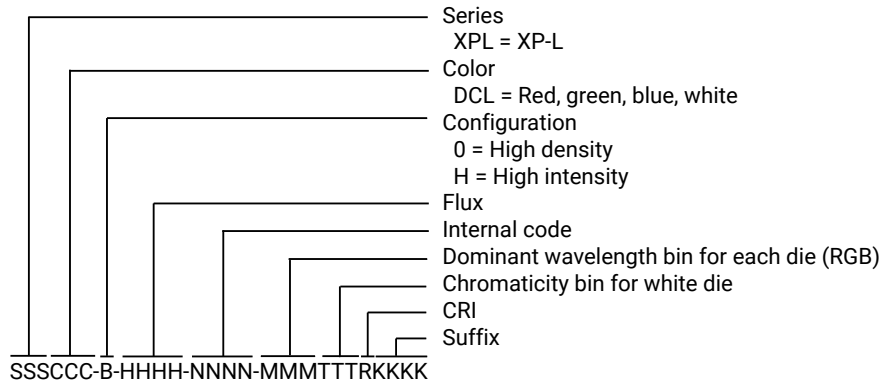 Series
XPL = XP-L
Color
DCL = Red, green, blue, white
Configuration
0 = High density
H = High intensity
Flux
Internal code
Dominant wavelength bin for each die (RGB)
Chromaticity bin for white die
CRI
Suffix
SSSCCC-B-HHHH-NNNN-MMMTTTRKKKK